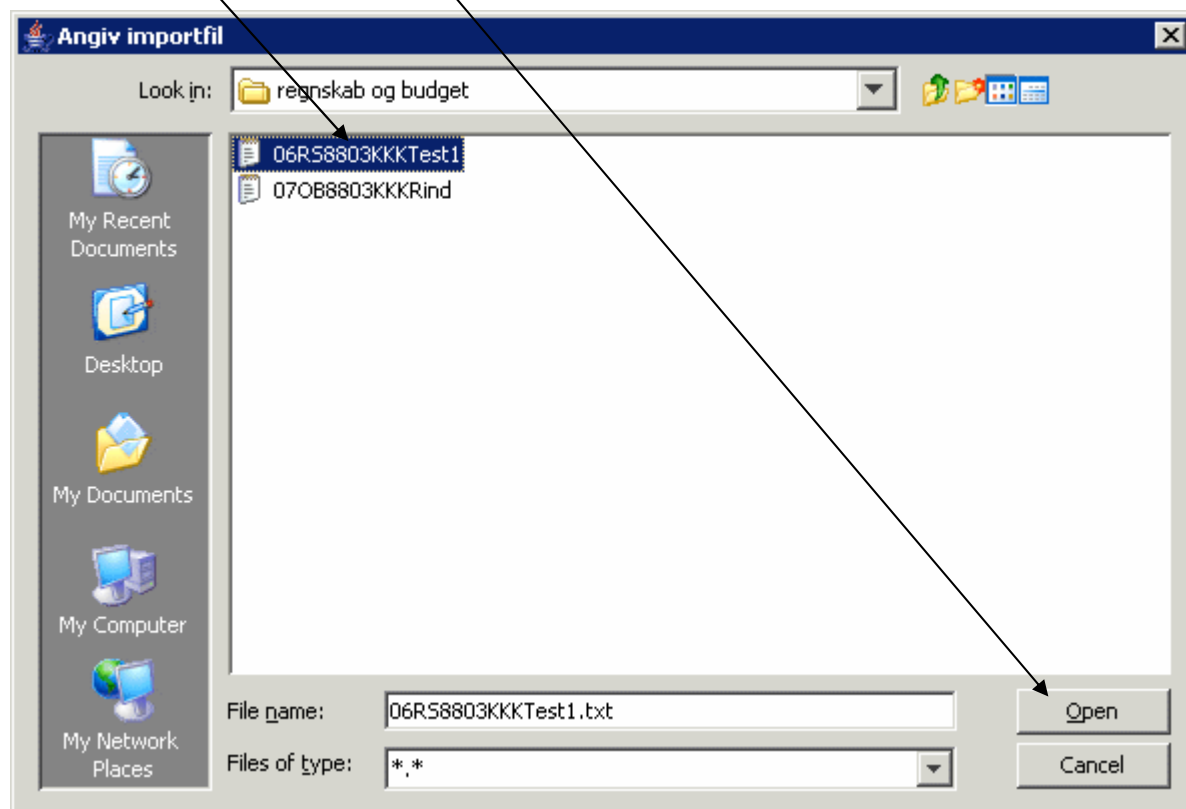 Angiv importfil
Look in:
regnskab og budget
06RS8803KKKTest1
07OB8803KKKRind
My Recent
Documents
Desktop
My Documents
My Computer
My Network
Places
File name:
06RS8803KKKTest1.txt
Open
Files of type:
*.*
Cancel